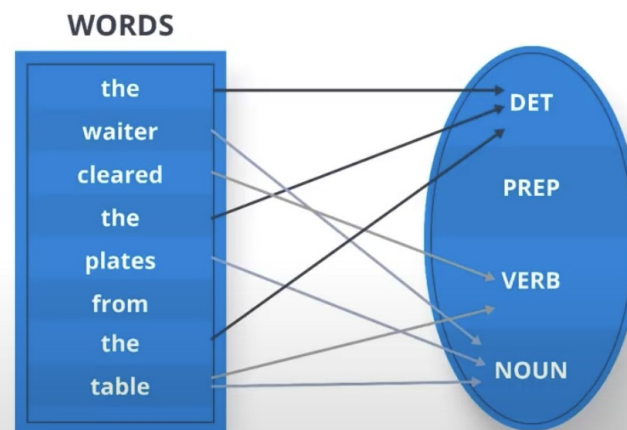 WORDS
the
waiter
cleared
the
plates
from
the
table
DET
PREP
VERB
NOUN